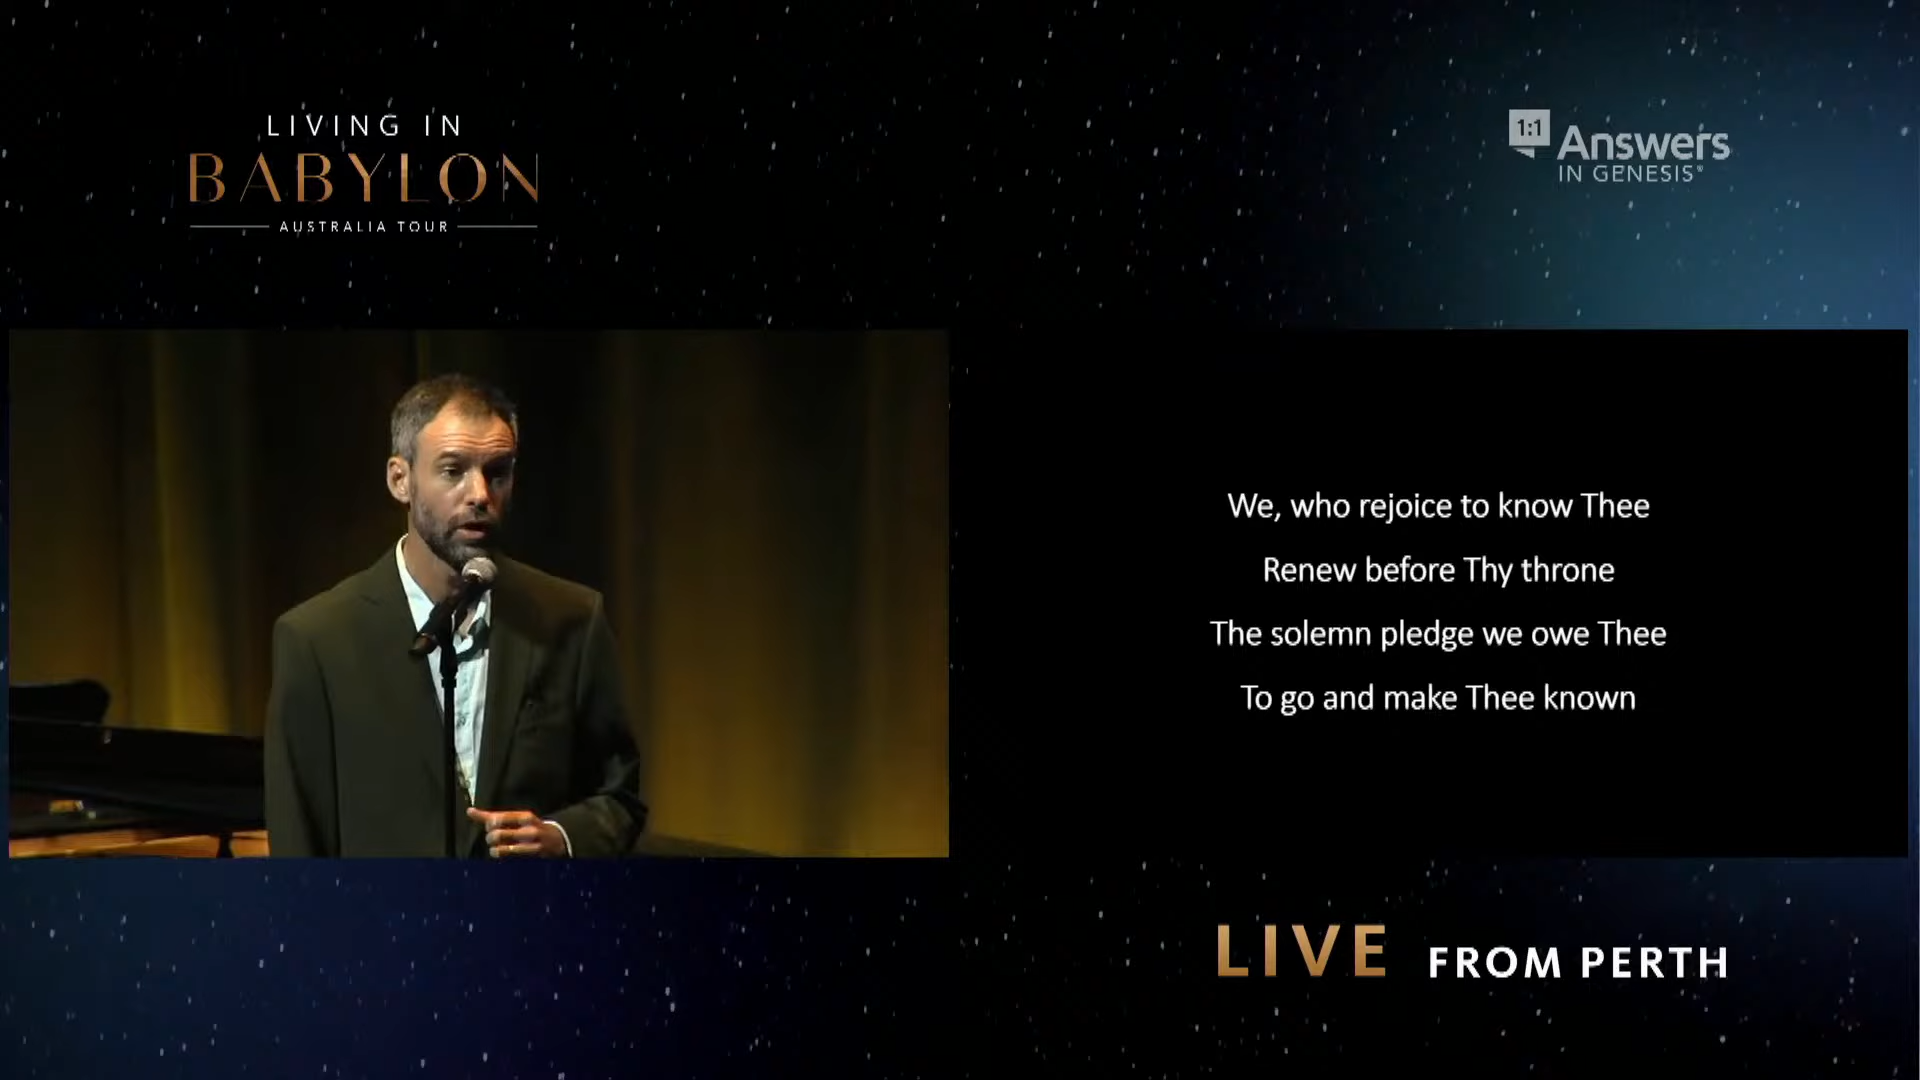 LIVING IN
BABYLON
AUSTRALIA TOUR
1:1
Answers
IN GENESIS®
We, who rejoice to know Thee
Renew before Thy throne
The solemn pledge we owe Thee
To go and make Thee known
LIVE FROM PERTH